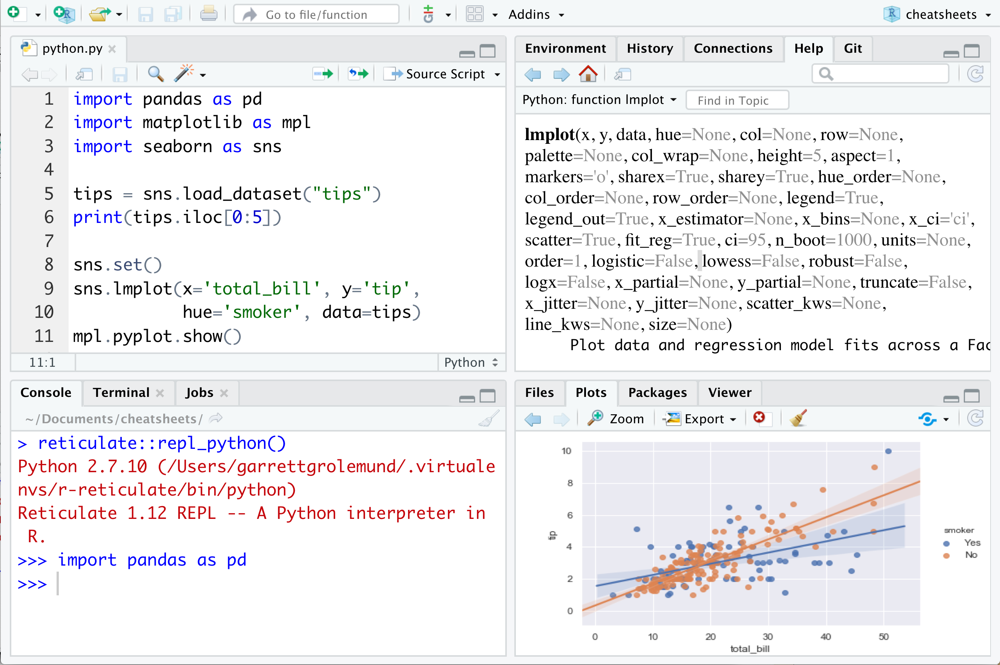 Go to file/function
Git
Addins
cheatsheets
R
R
python.py
Source Script
1 import pandas as pd
2 import matplotlib as mpl
3 import seaborn as sns
4
5 tips = sns.load_dataset("tips")
6 print(tips.iloc[0:5])
7
8 sns.set()
9 sns.lmplot(x='total_bill', y='tip',
10 hue='smoker', data=tips)
11 mpl.pyplot.show()
11:1
Python
Environment History Connections Help Git
Python: function lmplot
Find in Topic
lmplot(x, y, data, hue=None, col=None, row=None,
palette=None, col_wrap=None, height=5, aspect=1,
markers='o', sharex=True, sharey=True, hue_order=None,
col_order=None, row_order=None, legend=True,
legend_out=True, x_estimator=None, x_bins=None, x_ci='ci',
scatter=True, fit_reg=True, ci=95, n_boot=1000, units=None,
order=1, logistic=False, lowess=False, robust=False,
logx=False, x_partial=None, y_partial=None, truncate=False,
x_jitter=None, y_jitter=None, scatter_kws=None,
line_kws=None, size=None)
Plot data and regression model fits across a Fac
Console Terminal Jobs
~/Documents/cheatsheets/
> reticulate::repl_python()
Python 2.7.10 (/Users/garrettgrolemund/.virtuale
nvs/r-reticulate/bin/python)
Reticulate 1.12 REPL -- A Python interpreter in
R.
>>> import pandas as pd
>>>
Files Plots Packages Viewer
Zoom Export
10
8
6
4
2
0
tip
0 10 20 30 40 50
total_bill
smoker
Yes
No